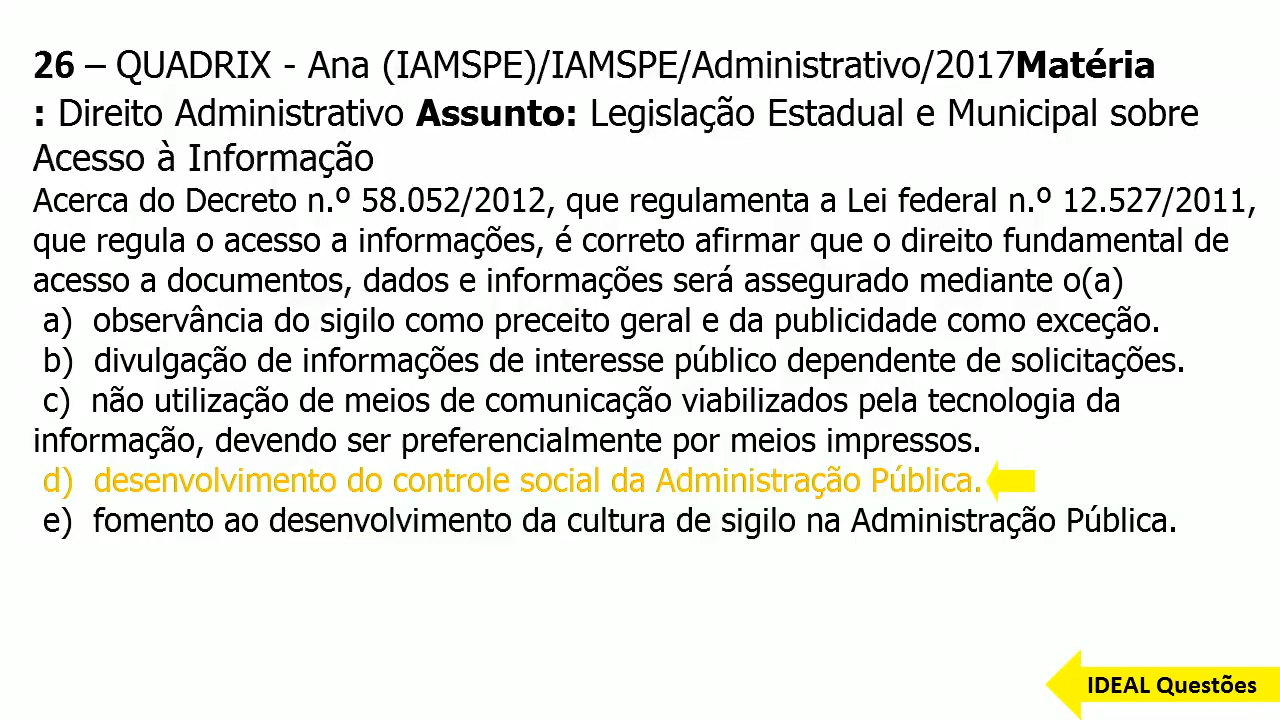 26 – QUADRIX - Ana (IAMSPE)/IAMSPE/Administrativo/2017Matéria
: Direito Administrativo Assunto: Legislação Estadual e Municipal sobre
Acesso à Informação
Acerca do Decreto n.º 58.052/2012, que regulamenta a Lei federal n.º 12.527/2011,
que regula o acesso a informações, é correto afirmar que o direito fundamental de
acesso a documentos, dados e informações será assegurado mediante o(a)
a) observância do sigilo como preceito geral e da publicidade como exceção.
b) divulgação de informações de interesse público dependente de solicitações.
c) não utilização de meios de comunicação viabilizados pela tecnologia da
informação, devendo ser preferencialmente por meios impressos.
d) desenvolvimento do controle social da Administração Pública.
e) fomento ao desenvolvimento da cultura de sigilo na Administração Pública.
IDEAL Questões